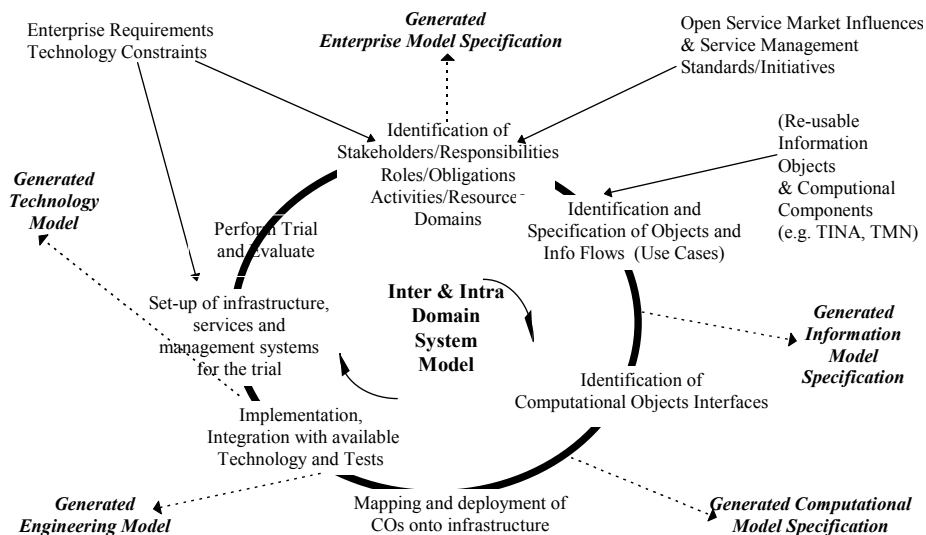 Enterprise Requirements
Technology Constraints
Generated
Enterprise Model Specification
Open Service Market Influences
& Service Management
Standards/Initiatives
Identification of
Stakeholders/Responsibilities
Roles/Obligations
Activities/Resource
Domains
(Re-usable
Information
Objects
& Computional
Components
(e.g. TINA, TMN)
Generated
Technology
Model
Perform Trial
and Evaluate
Identification and
Specification of Objects and
Info Flows (Use Cases)
Set-up of infrastructure,
services and
management systems
for the trial
Inter & Intra
Domain
System
Model
Generated
Information
Model
Specification
Identification of
Computational Objects Interfaces
Implementation,
Integration with available
Technology and Tests
Generated
Engineering Model
Mapping and deployment of
COs onto infrastructure
Generated Computational
Model Specification